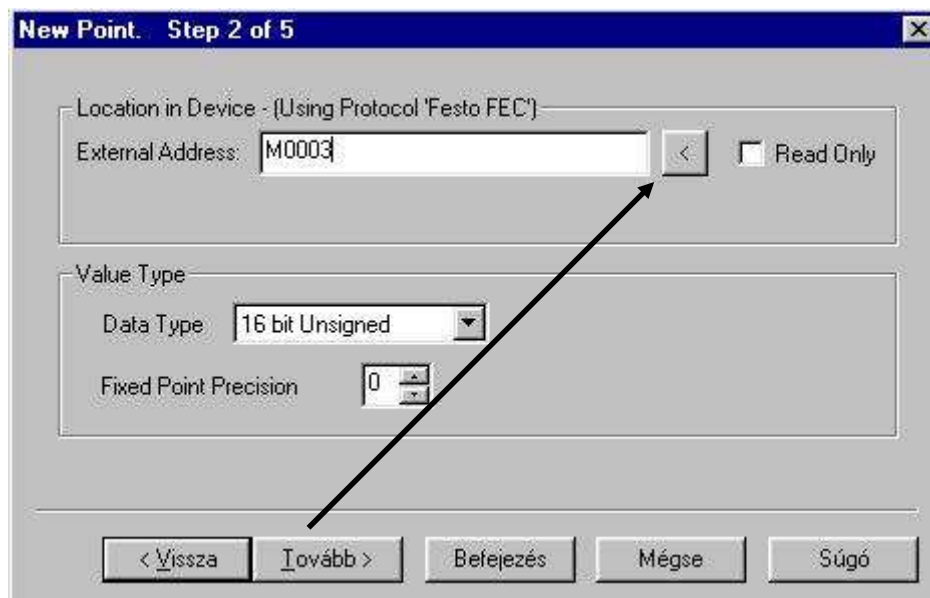 New Point. Step 2 of 5
Location in Device - (Using Protocol 'Festo FEC')
External Address: M0003 < Read Only
Value Type
Data Type 16 bit Unsigned
Fixed Point Precision 0
< Vissza Tovább > Befejezés Mégse Súgó